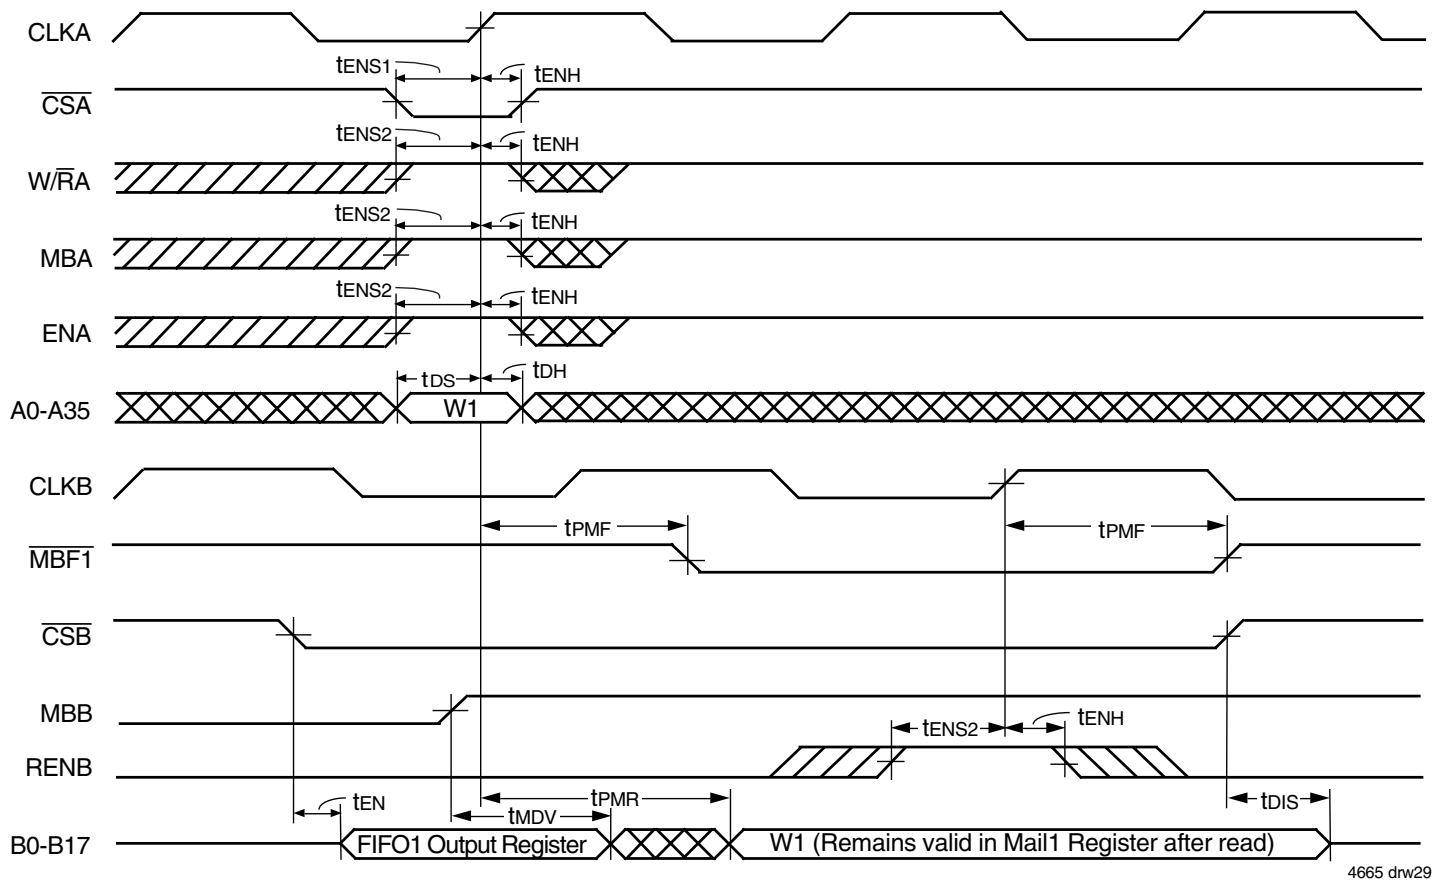 CLKA
tENS1
tENH
CSA
tENS2
tENH
W/RA
tENS2
tENH
MBA
tENS2
tENH
ENA
tDS
tDH
A0-A35
W1
CLKB
tPMF
tPMF
MBF1
CSB
MBB
tENS2
tENH
RENB
tEN
tMDV
tPMR
tDIS
B0-B17
FIFO1 Output Register
W1 (Remains valid in Mail1 Register after read)
4665 drw29